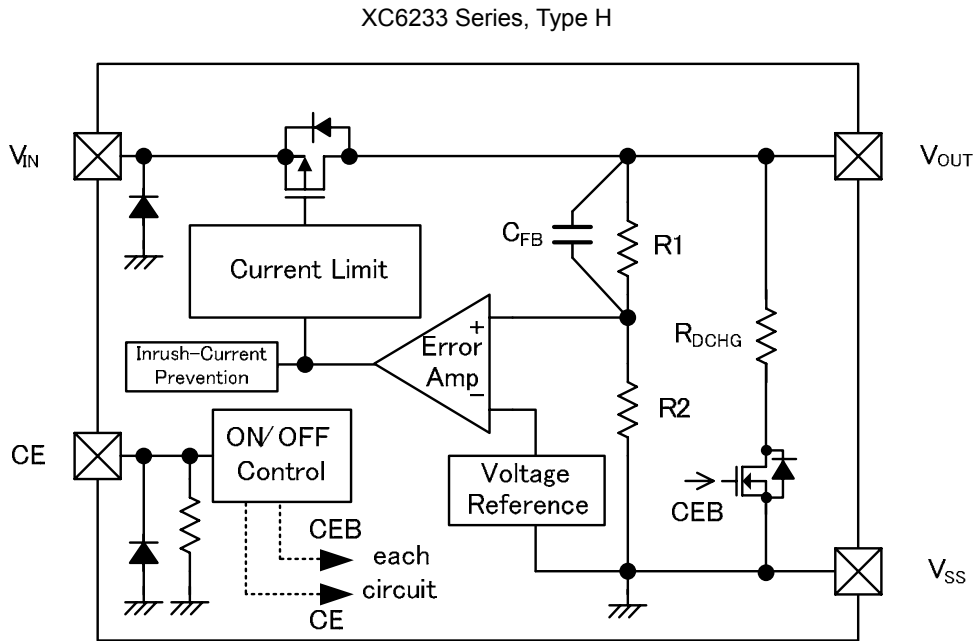 XC6233 Series, Type H
VIN
VOUT
CFB
R1
Current Limit
+
Error
Amp
−
RDCHG
Inrush-Current
Prevention
R2
CE
ON/OFF
Control
Voltage
Reference
CEB
CEB
each
circuit
CE
VSS